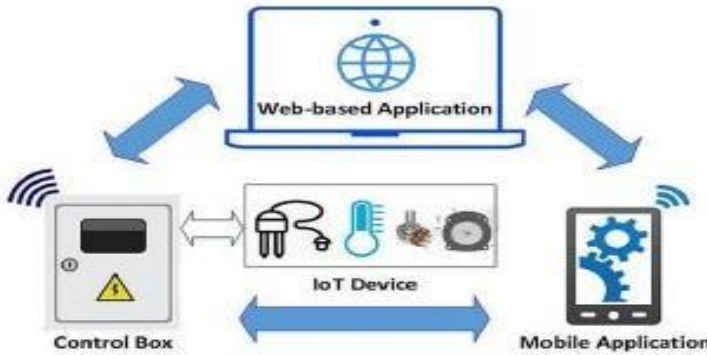 Web-based Application
IoT Device
Control Box
Mobile Application